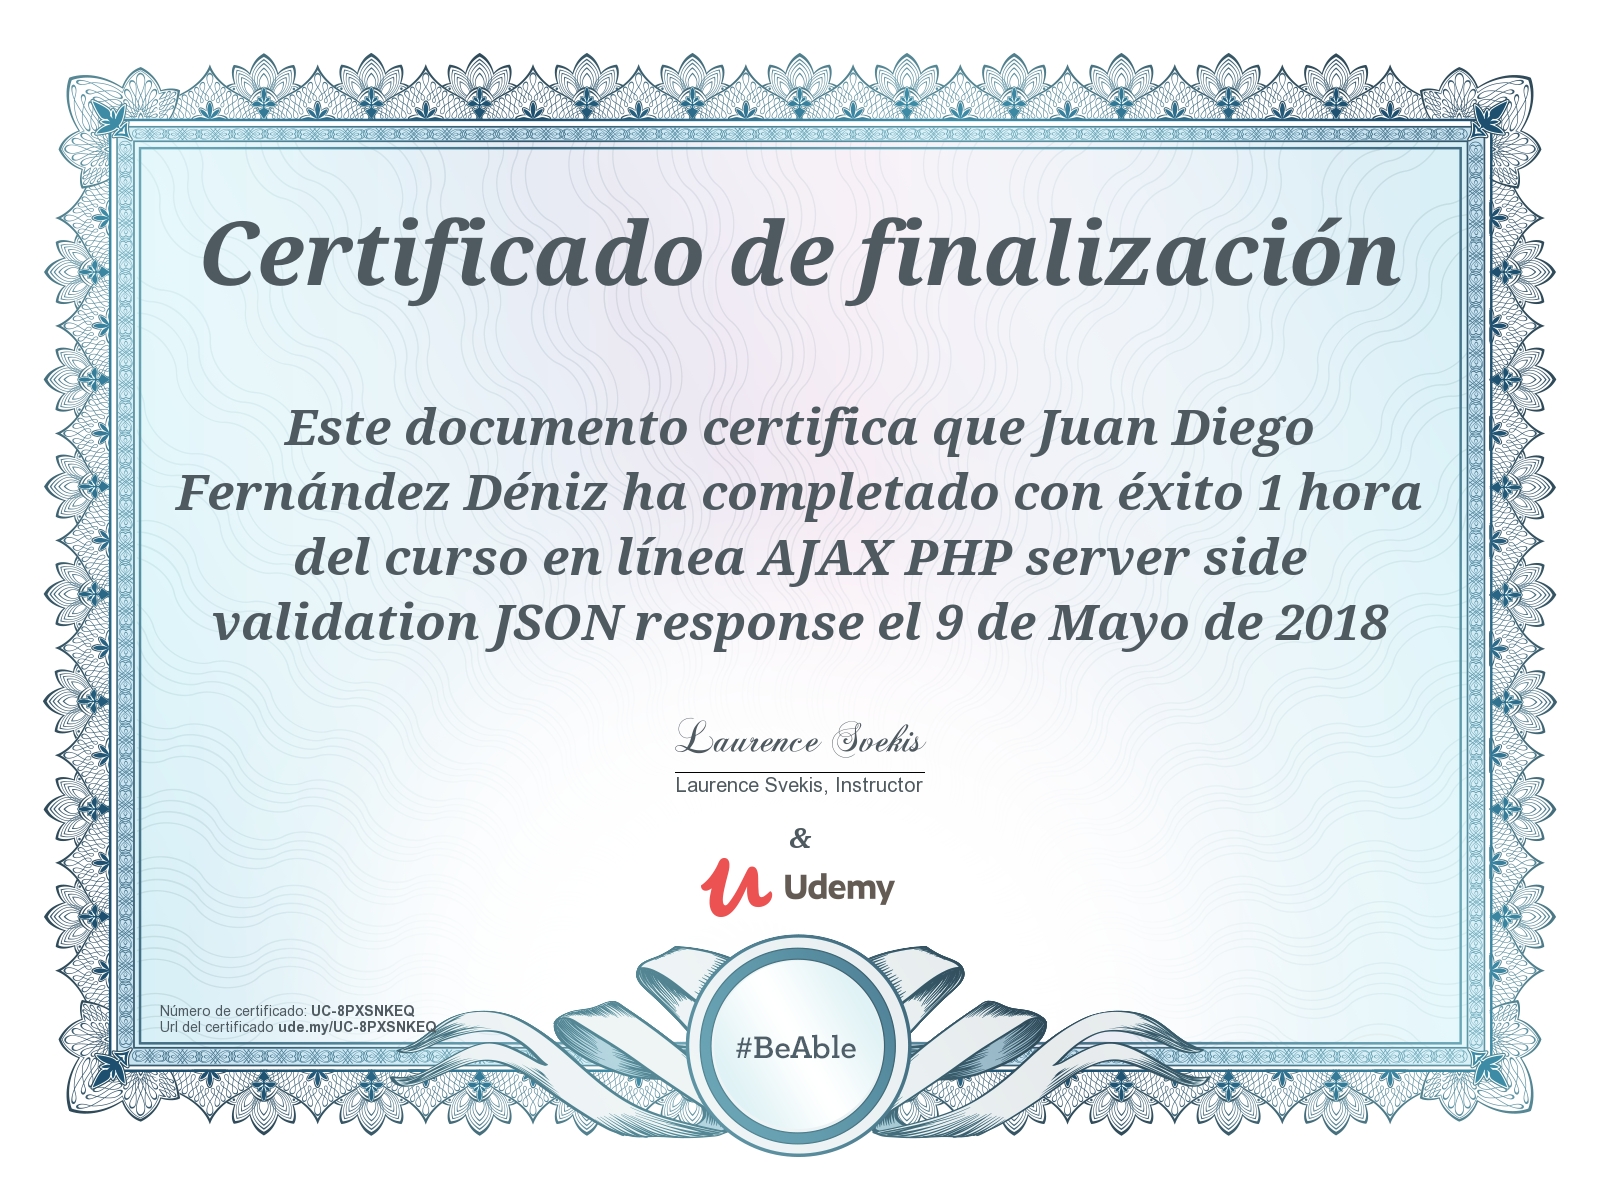 Certificado de finalización
Este documento certifica que Juan Diego
Fernández Déniz ha completado con éxito 1 hora
del curso en línea AJAX PHP server side
validation JSON response el 9 de Mayo de 2018
Laurence Svekis
Laurence Svekis, Instructor
&
Udemy
Número de certificado: UC-8PXSNKEQ
Url del certificado ude.my/UC-8PXSNKEQ
#BeAble